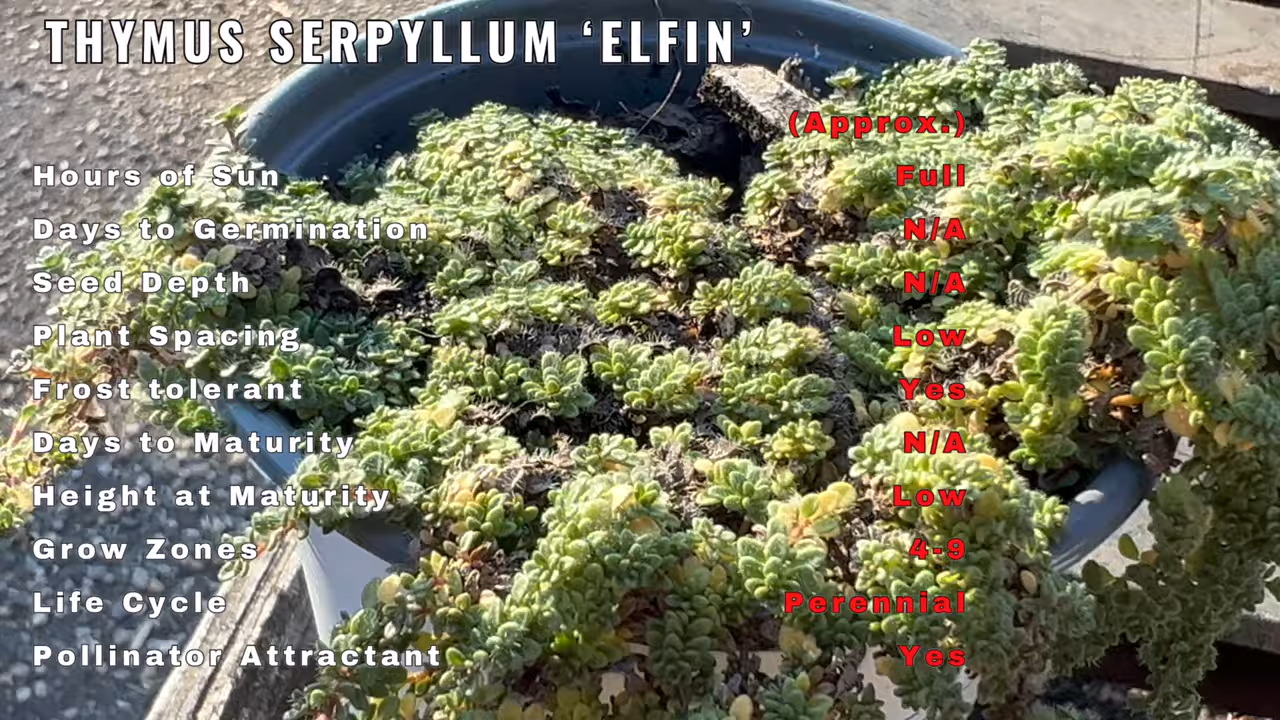 THYMUS SERPYLLUM ‘ELFIN’
(Approx.)
Hours of Sun Full
Days to Germination N/A
Seed Depth N/A
Plant Spacing Low
Frost tolerant Yes
Days to Maturity N/A
Height at Maturity Low
Grow Zones 4-9
Life Cycle Perennial
Pollinator Attractant Yes